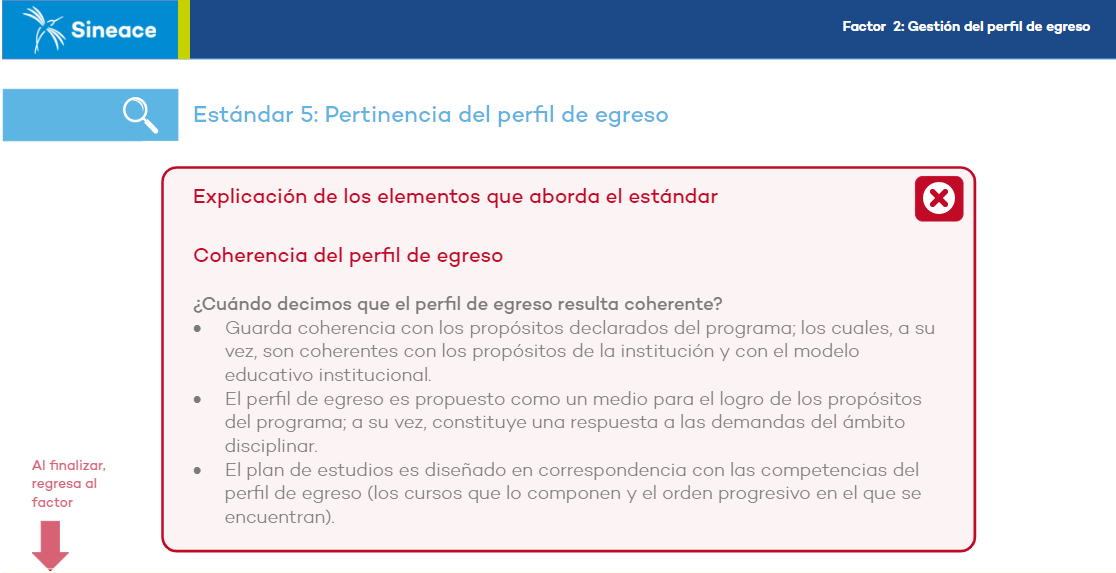 Sineace
Factor 2: Gestión del perfil de egreso
Estándar 5: Pertinencia del perfil de egreso
Explicación de los elementos que aborda el estándar
Coherencia del perfil de egreso
¿Cuándo decimos que el perfil de egreso resulta coherente?
• Guarda coherencia con los propósitos declarados del programa; los cuales, a su
vez, son coherentes con los propósitos de la institución y con el modelo
educativo institucional.
• El perfil de egreso es propuesto como un medio para el logro de los propósitos
del programa; a su vez, constituye una respuesta a las demandas del ámbito
disciplinar.
• El plan de estudios es diseñado en correspondencia con las competencias del
perfil de egreso (los cursos que lo componen y el orden progresivo en el que se
encuentran).
Al finalizar,
regresa al
factor